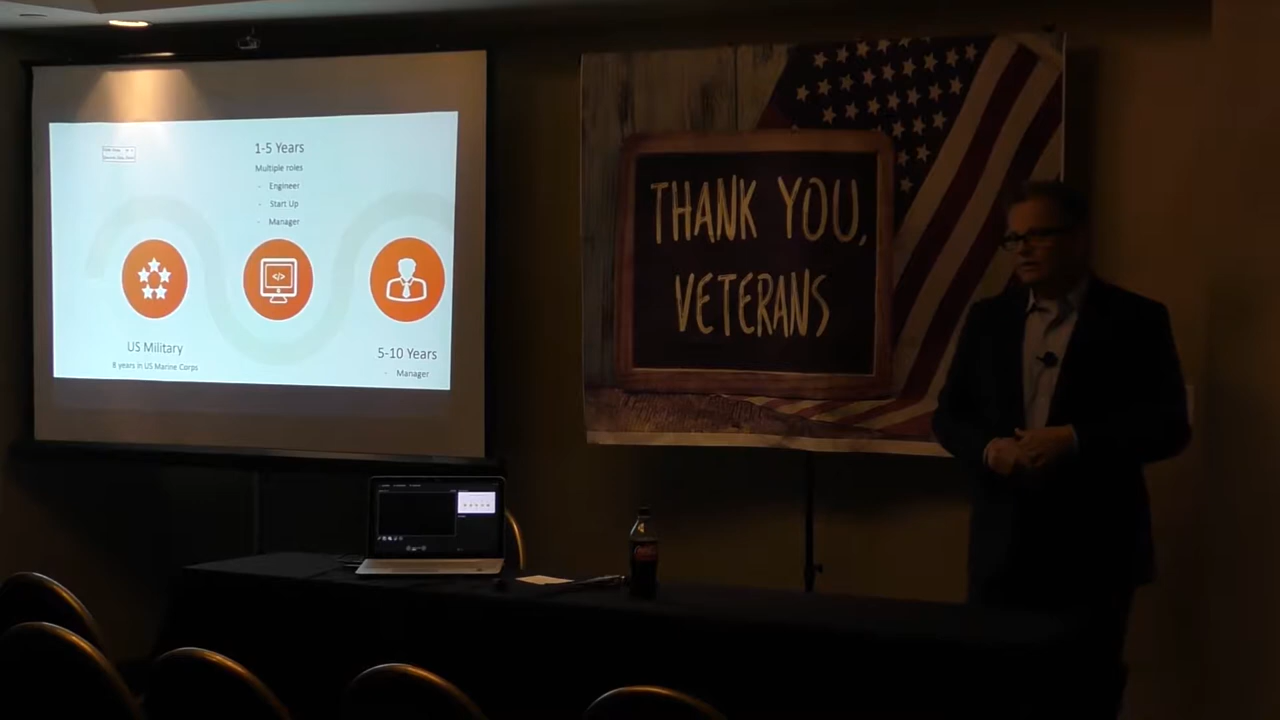 1-5 Years
Multiple roles
- Engineer
- Start Up
- Manager
</>
US Military
8 years in US Marine Corps
5-10 Years
- Manager
THANK YOU,
VETERANS